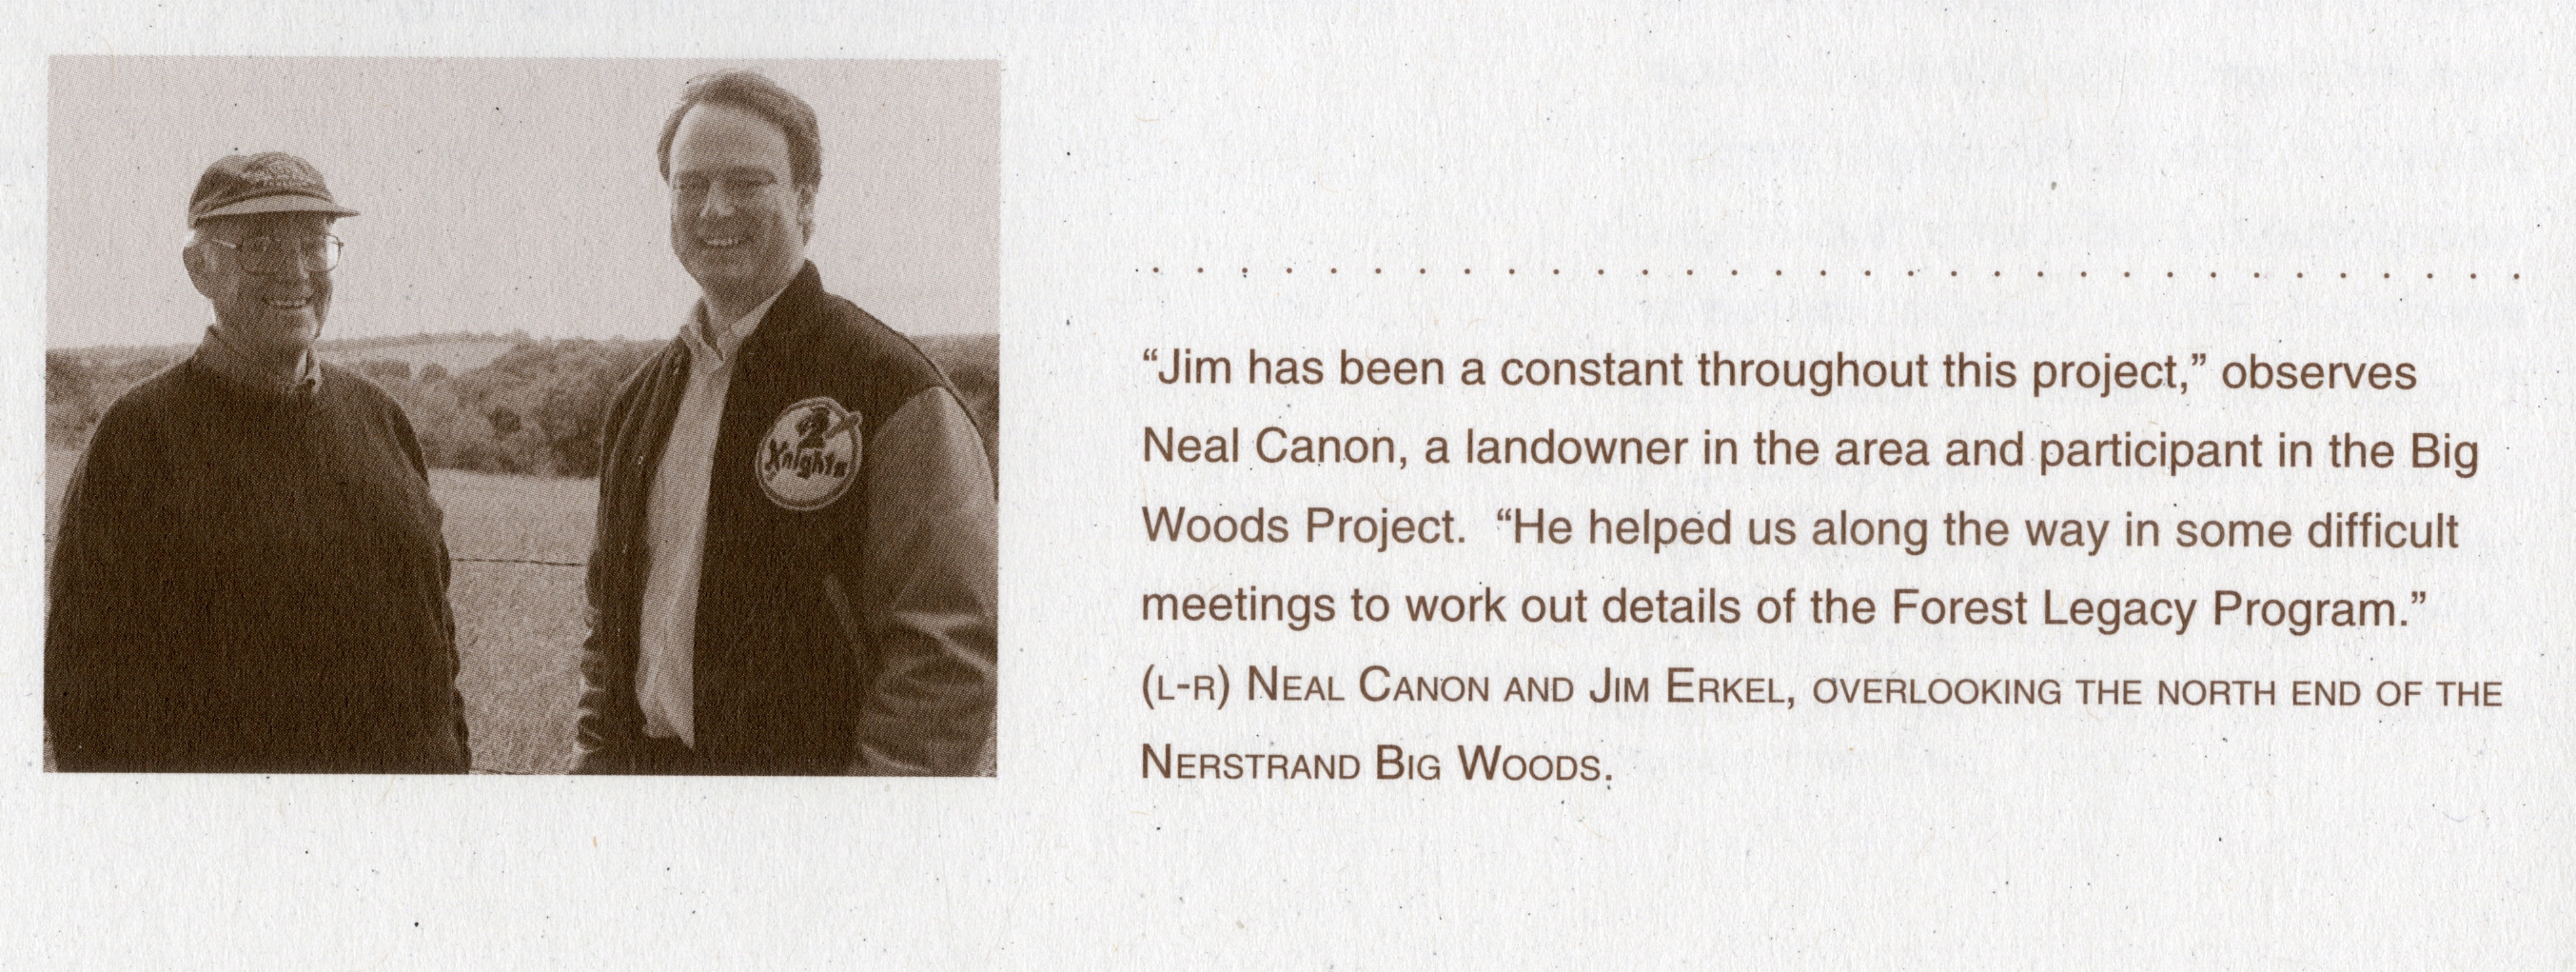 Knights
“Jim has been a constant throughout this project,” observes
Neal Canon, a landowner in the area and participant in the Big
Woods Project.  “He helped us along the way in some difficult
meetings to work out details of the Forest Legacy Program.”
(L-R) NEAL CANON AND JIM ERKEL, OVERLOOKING THE NORTH END OF THE
NERSTRAND BIG WOODS.